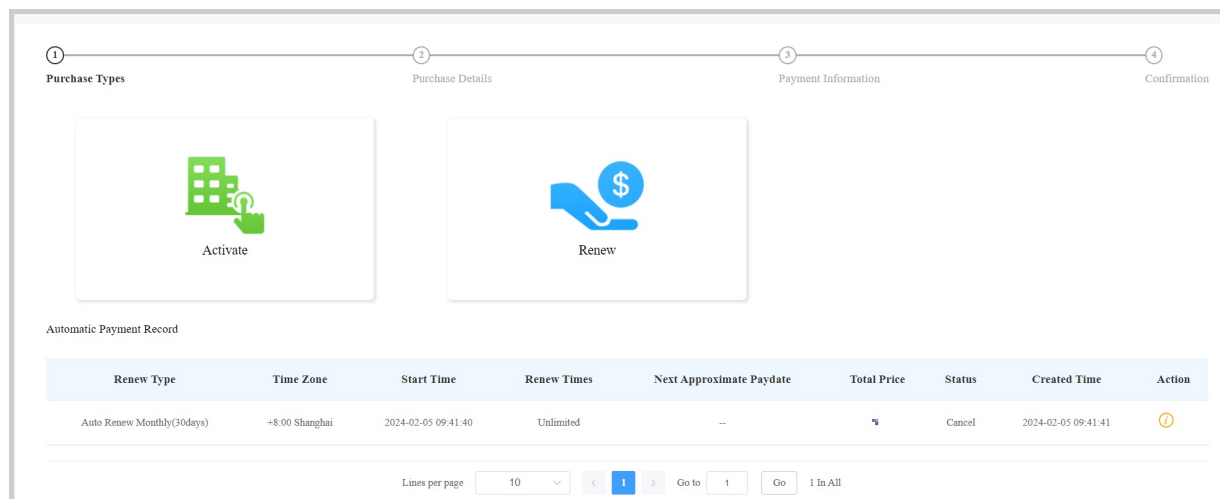 1 2 3 4
Purchase Types Purchase Details Payment Information Confirmation
$
Activate Renew
Automatic Payment Record
Renew Type Time Zone Start Time Renew Times Next Approximate Paydate Total Price Status Created Time Action
Auto Renew Monthly(30days) +8:00 Shanghai 2024-02-05 09:41:40 Unlimited -- Cancel 2024-02-05 09:41:41 i
Lines per page 10 < 1 > Go to 1 Go 1 In All